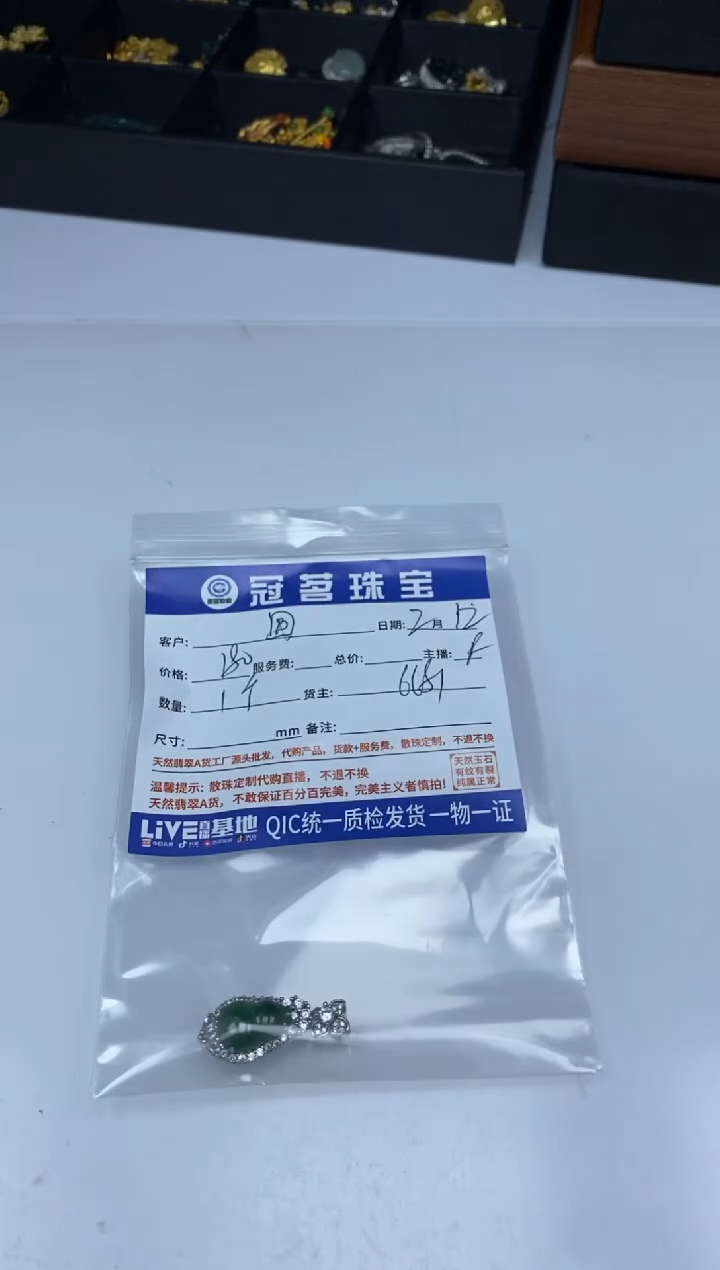 冠茗珠宝
客户: 日期: 2月12
价格: 180 服务费: 总价: 主播:
数量: 1个 货主:
尺寸: mm 备注:
天然翡翠A货工厂源头批发，代购产品，货款+服务费，散珠定制，不退不换
温馨提示: 散珠定制代购直播，不退不换
天然翡翠A货，不敢保证百分百完美，完美主义者慎拍!
天然玉石
有纹有裂
纯属正常
LiVE直播基地 QIC统一质检发货 一物一证